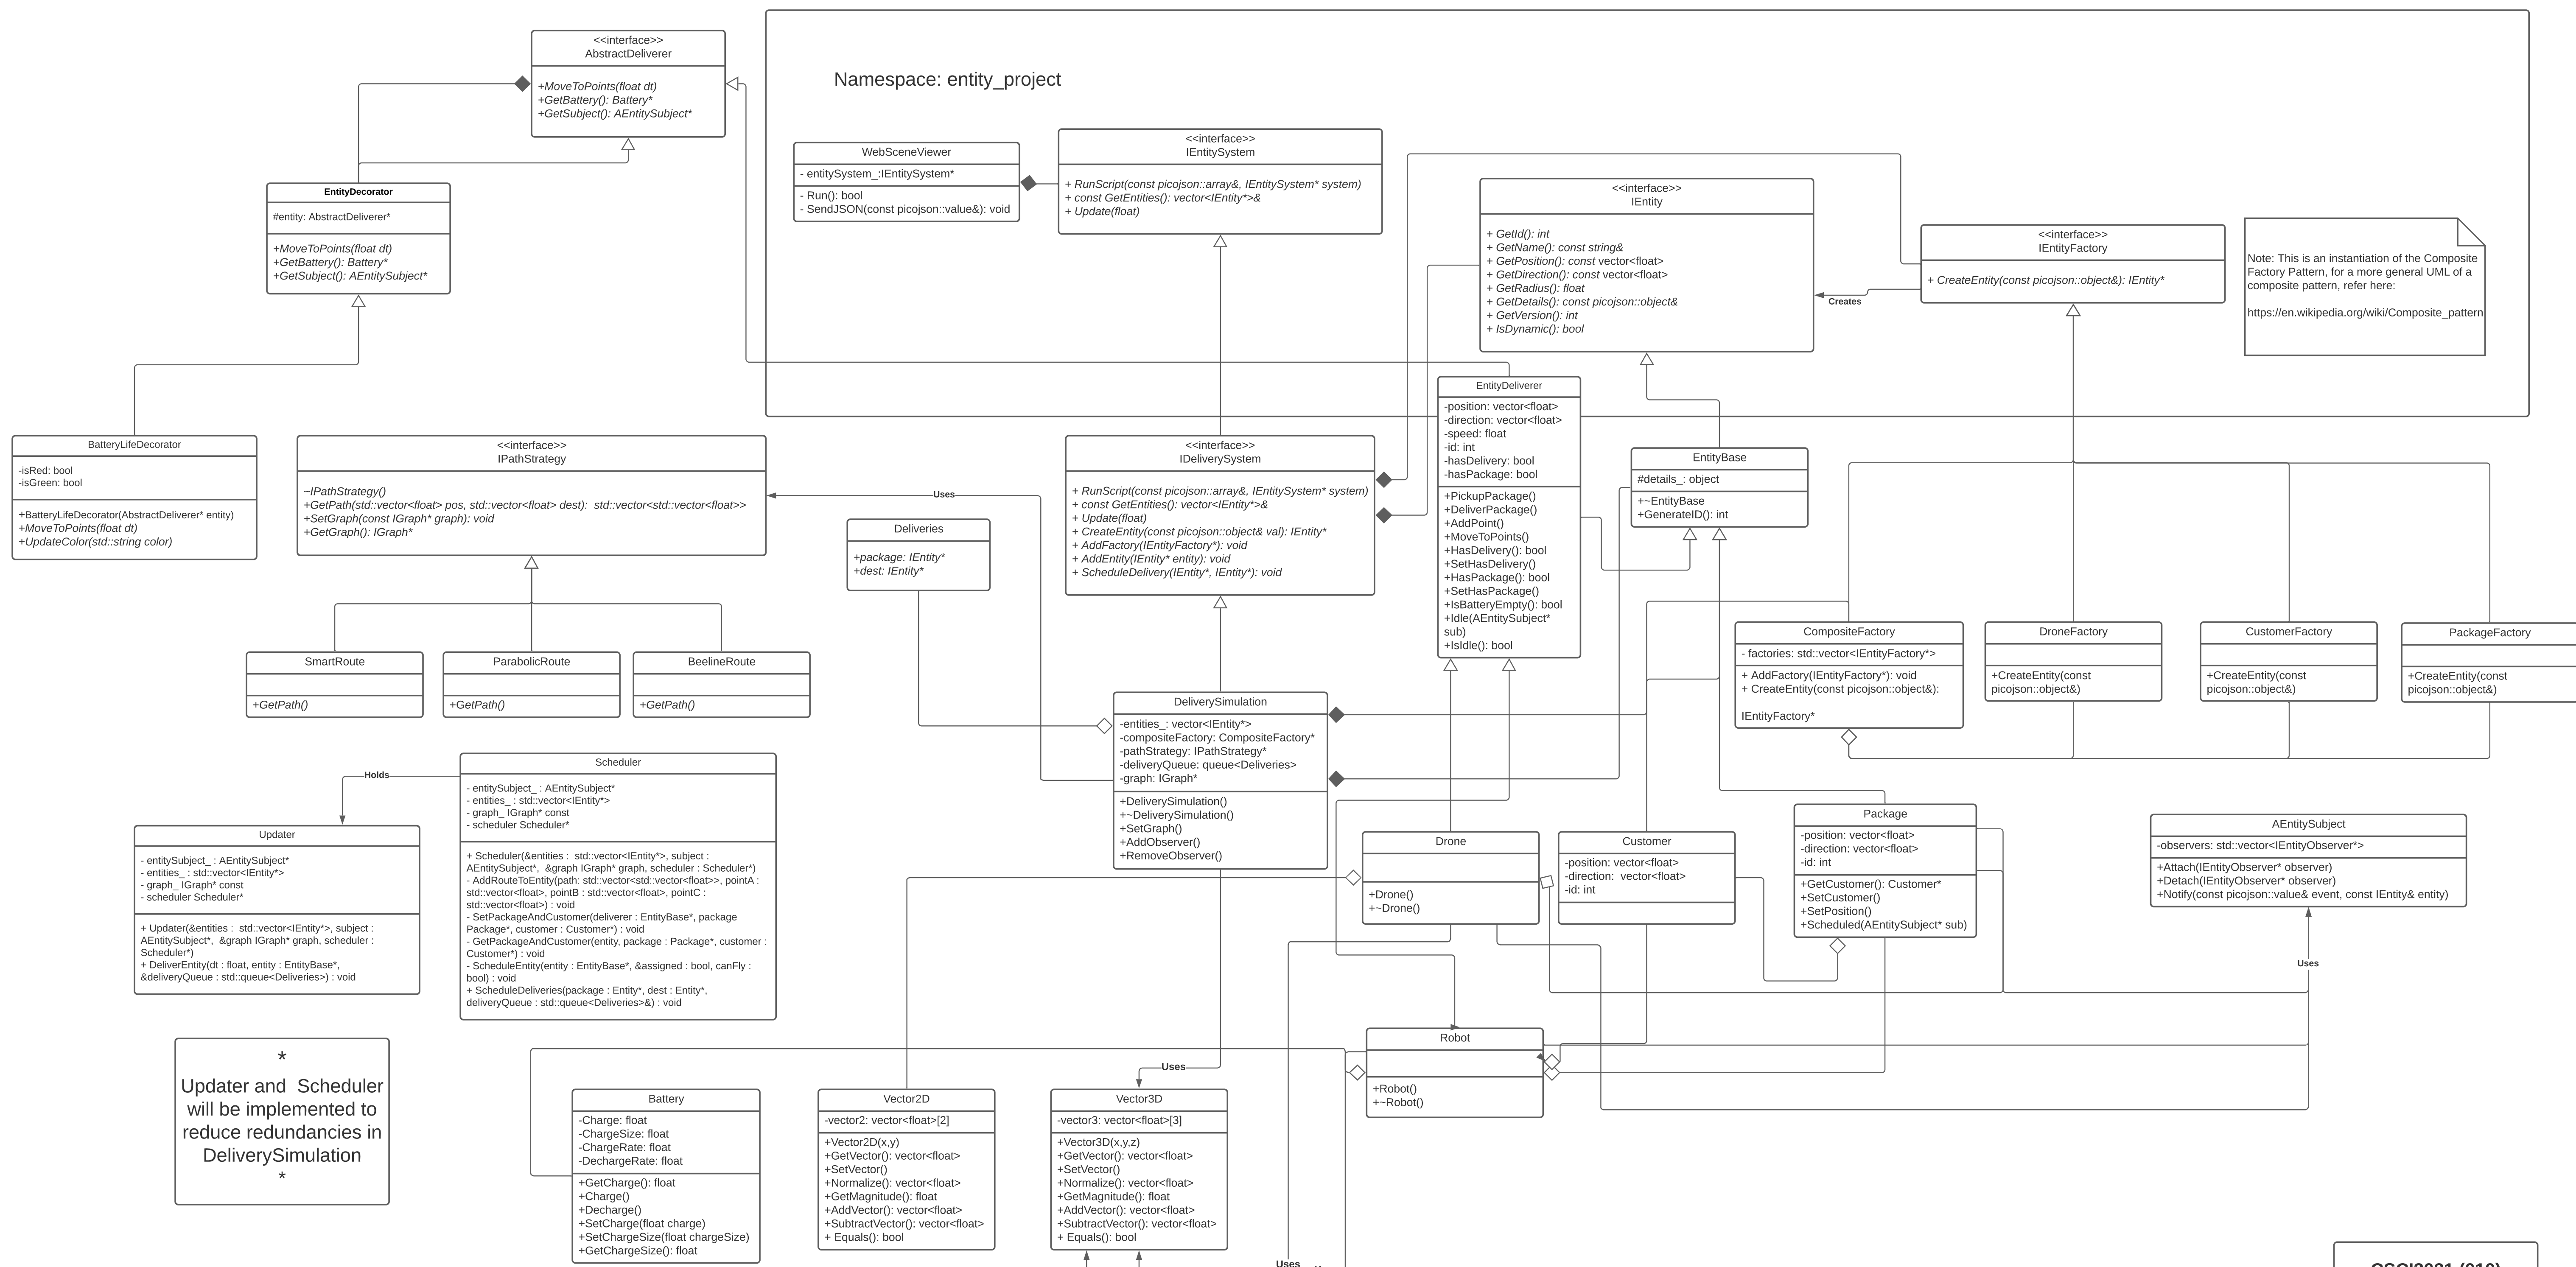 <<interface>>
AbstractDeliverer
+MoveToPoints(float dt)
+GetBattery(): Battery*
+GetSubject(): AEntitySubject*
Namespace: entity_project
WebSceneViewer
- entitySystem_:IEntitySystem*
- Run(): bool
- SendJSON(const picojson::value&): void
<<interface>>
IEntitySystem
+ RunScript(const picojson::array&, IEntitySystem* system)
+ const GetEntities(): vector<IEntity*>&
+ Update(float)
<<interface>>
IEntity
+ GetId(): int
+ GetName(): const string&
+ GetPosition(): const vector<float>
+ GetDirection(): const vector<float>
+ GetRadius(): float
+ GetDetails(): const picojson::object&
+ GetVersion(): int
+ IsDynamic(): bool
Creates
<<interface>>
IEntityFactory
+ CreateEntity(const picojson::object&): IEntity*
Note: This is an instantiation of the Composite
Factory Pattern, for a more general UML of a
composite pattern, refer here:
https://en.wikipedia.org/wiki/Composite_pattern
EntityDecorator
#entity: AbstractDeliverer*
+MoveToPoints(float dt)
+GetBattery(): Battery*
+GetSubject(): AEntitySubject*
BatteryLifeDecorator
-isRed: bool
-isGreen: bool
+BatteryLifeDecorator(AbstractDeliverer* entity)
+MoveToPoints(float dt)
+UpdateColor(std::string color)
<<interface>>
IPathStrategy
~IPathStrategy()
+GetPath(std::vector<float> pos, std::vector<float> dest):  std::vector<std::vector<float>>
+SetGraph(const IGraph* graph): void
+GetGraph(): IGraph*
Uses
Deliveries
+package: IEntity*
+dest: IEntity*
<<interface>>
IDeliverySystem
+ RunScript(const picojson::array&, IEntitySystem* system)
+ const GetEntities(): vector<IEntity*>&
+ Update(float)
+ CreateEntity(const picojson::object& val): IEntity*
+ AddFactory(IEntityFactory*): void
+ AddEntity(IEntity* entity): void
+ ScheduleDelivery(IEntity*, IEntity*): void
EntityDeliverer
-position: vector<float>
-direction: vector<float>
-speed: float
-id: int
-hasDelivery: bool
-hasPackage: bool
+PickupPackage()
+DeliverPackage()
+AddPoint()
+MoveToPoints()
+HasDelivery(): bool
+SetHasDelivery()
+HasPackage(): bool
+SetHasPackage()
+IsBatteryEmpty(): bool
+Idle(AEntitySubject*
sub)
+IsIdle(): bool
EntityBase
#details_: object
+~EntityBase
+GenerateID(): int
SmartRoute
+GetPath()
ParabolicRoute
+GetPath()
BeelineRoute
+GetPath()
DeliverySimulation
-entities_: vector<IEntity*>
-compositeFactory: CompositeFactory*
-pathStrategy: IPathStrategy*
-deliveryQueue: queue<Deliveries>
-graph: IGraph*
+DeliverySimulation()
+~DeliverySimulation()
+SetGraph()
+AddObserver()
+RemoveObserver()
CompositeFactory
- factories: std::vector<IEntityFactory*>
+ AddFactory(IEntityFactory*): void
+ CreateEntity(const picojson::object&):
IEntityFactory*
DroneFactory
+CreateEntity(const
picojson::object&)
CustomerFactory
+CreateEntity(const
picojson::object&)
PackageFactory
+CreateEntity(const
picojson::object&)
Holds
Scheduler
- entitySubject_ : AEntitySubject*
- entities_ : std::vector<IEntity*>
- graph_ IGraph* const
- scheduler Scheduler*
+ Scheduler(&entities :  std::vector<IEntity*>, subject :
AEntitySubject*,  &graph IGraph* graph, scheduler : Scheduler*)
- AddRouteToEntity(path: std::vector<std::vector<float>>, pointA :
std::vector<float>, pointB : std::vector<float>, pointC :
std::vector<float>) : void
- SetPackageAndCustomer(deliverer : EntityBase*, package
Package*, customer : Customer*) : void
- GetPackageAndCustomer(entity, package : Package*, customer :
Customer*) : void
- ScheduleEntity(entity : EntityBase*, &assigned : bool, canFly :
bool) : void
+ ScheduleDeliveries(package : Entity*, dest : Entity*,
deliveryQueue : std::queue<Deliveries>&) : void
Updater
- entitySubject_ : AEntitySubject*
- entities_ : std::vector<IEntity*>
- graph_ IGraph* const
- scheduler Scheduler*
+ Updater(&entities :  std::vector<IEntity*>, subject :
AEntitySubject*,  &graph IGraph* graph, scheduler :
Scheduler*)
+ DeliverEntity(dt : float, entity : EntityBase*,
&deliveryQueue : std::queue<Deliveries>) : void
Drone
+Drone()
+~Drone()
Customer
-position: vector<float>
-direction:  vector<float>
-id: int
Package
-position: vector<float>
-direction: vector<float>
-id: int
+GetCustomer(): Customer*
+SetCustomer()
+SetPosition()
+Scheduled(AEntitySubject* sub)
AEntitySubject
-observers: std::vector<IEntityObserver*>
+Attach(IEntityObserver* observer)
+Detach(IEntityObserver* observer)
+Notify(const picojson::value& event, const IEntity& entity)
Uses
*
Updater and  Scheduler
will be implemented to
reduce redundancies in
DeliverySimulation
*
Robot
+Robot()
+~Robot()
Uses
Battery
-Charge: float
-ChargeSize: float
-ChargeRate: float
-DechargeRate: float
+GetCharge(): float
+Charge()
+Decharge()
+SetCharge(float charge)
+SetChargeSize(float chargeSize)
+GetChargeSize(): float
Vector2D
-vector2: vector<float>[2]
+Vector2D(x,y)
+GetVector(): vector<float>
+SetVector()
+Normalize(): vector<float>
+GetMagnitude(): float
+AddVector(): vector<float>
+SubtractVector(): vector<float>
+ Equals(): bool
Vector3D
-vector3: vector<float>[3]
+Vector3D(x,y,z)
+GetVector(): vector<float>
+SetVector()
+Normalize(): vector<float>
+GetMagnitude(): float
+AddVector(): vector<float>
+SubtractVector(): vector<float>
+ Equals(): bool
Uses